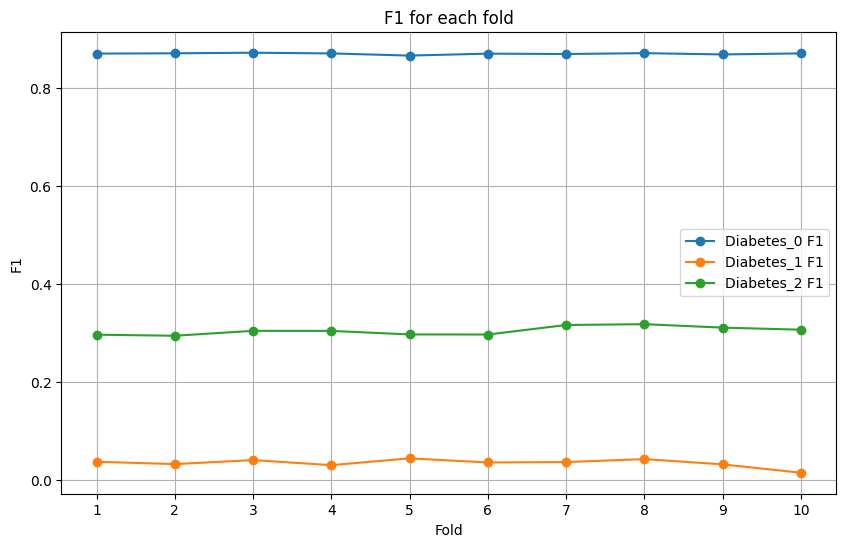 F1 for each fold
F1
0.8
0.6
0.4
0.2
0.0
Diabetes_0 F1
Diabetes_1 F1
Diabetes_2 F1
1 2 3 4 5 6 7 8 9 10
Fold